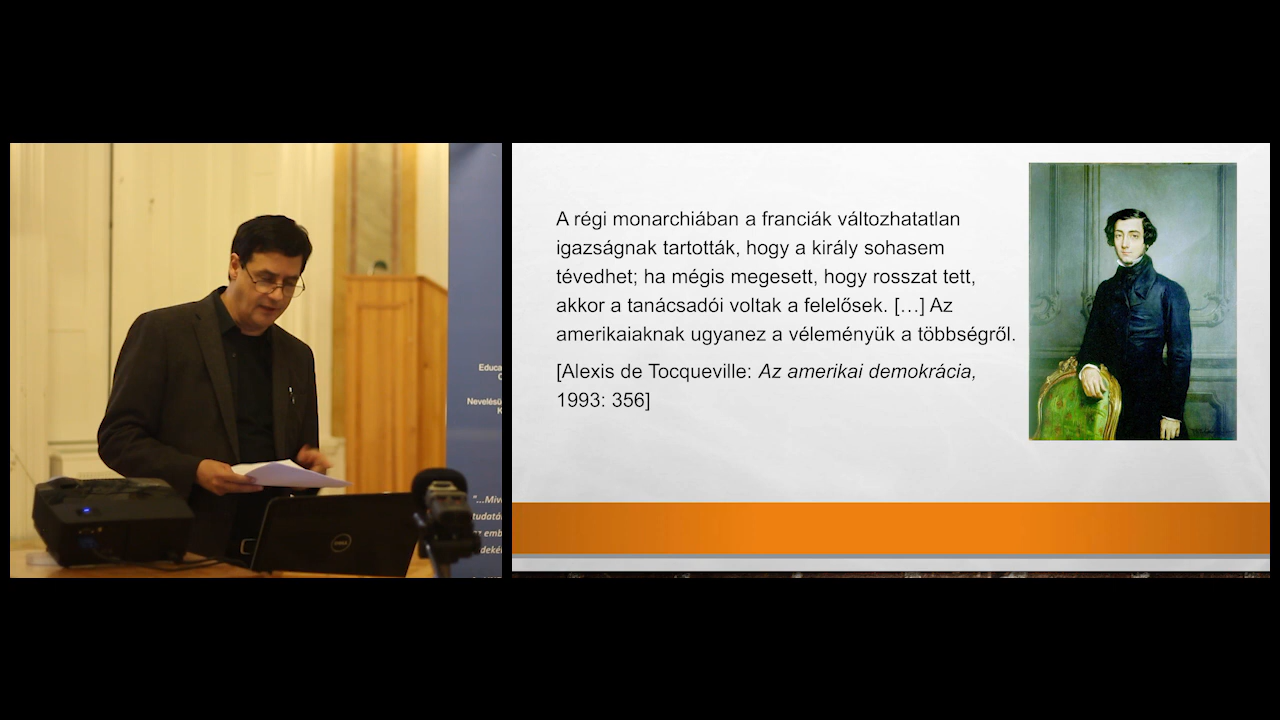 A régi monarchiában a franciák változhatatlan
igazságnak tartották, hogy a király sohasem
tévedhet; ha mégis megesett, hogy rosszat tett,
akkor a tanácsadói voltak a felelősek. […] Az
amerikaiaknak ugyanez a véleményük a többségről.
[Alexis de Tocqueville: Az amerikai demokrácia,
1993: 356]
DELL